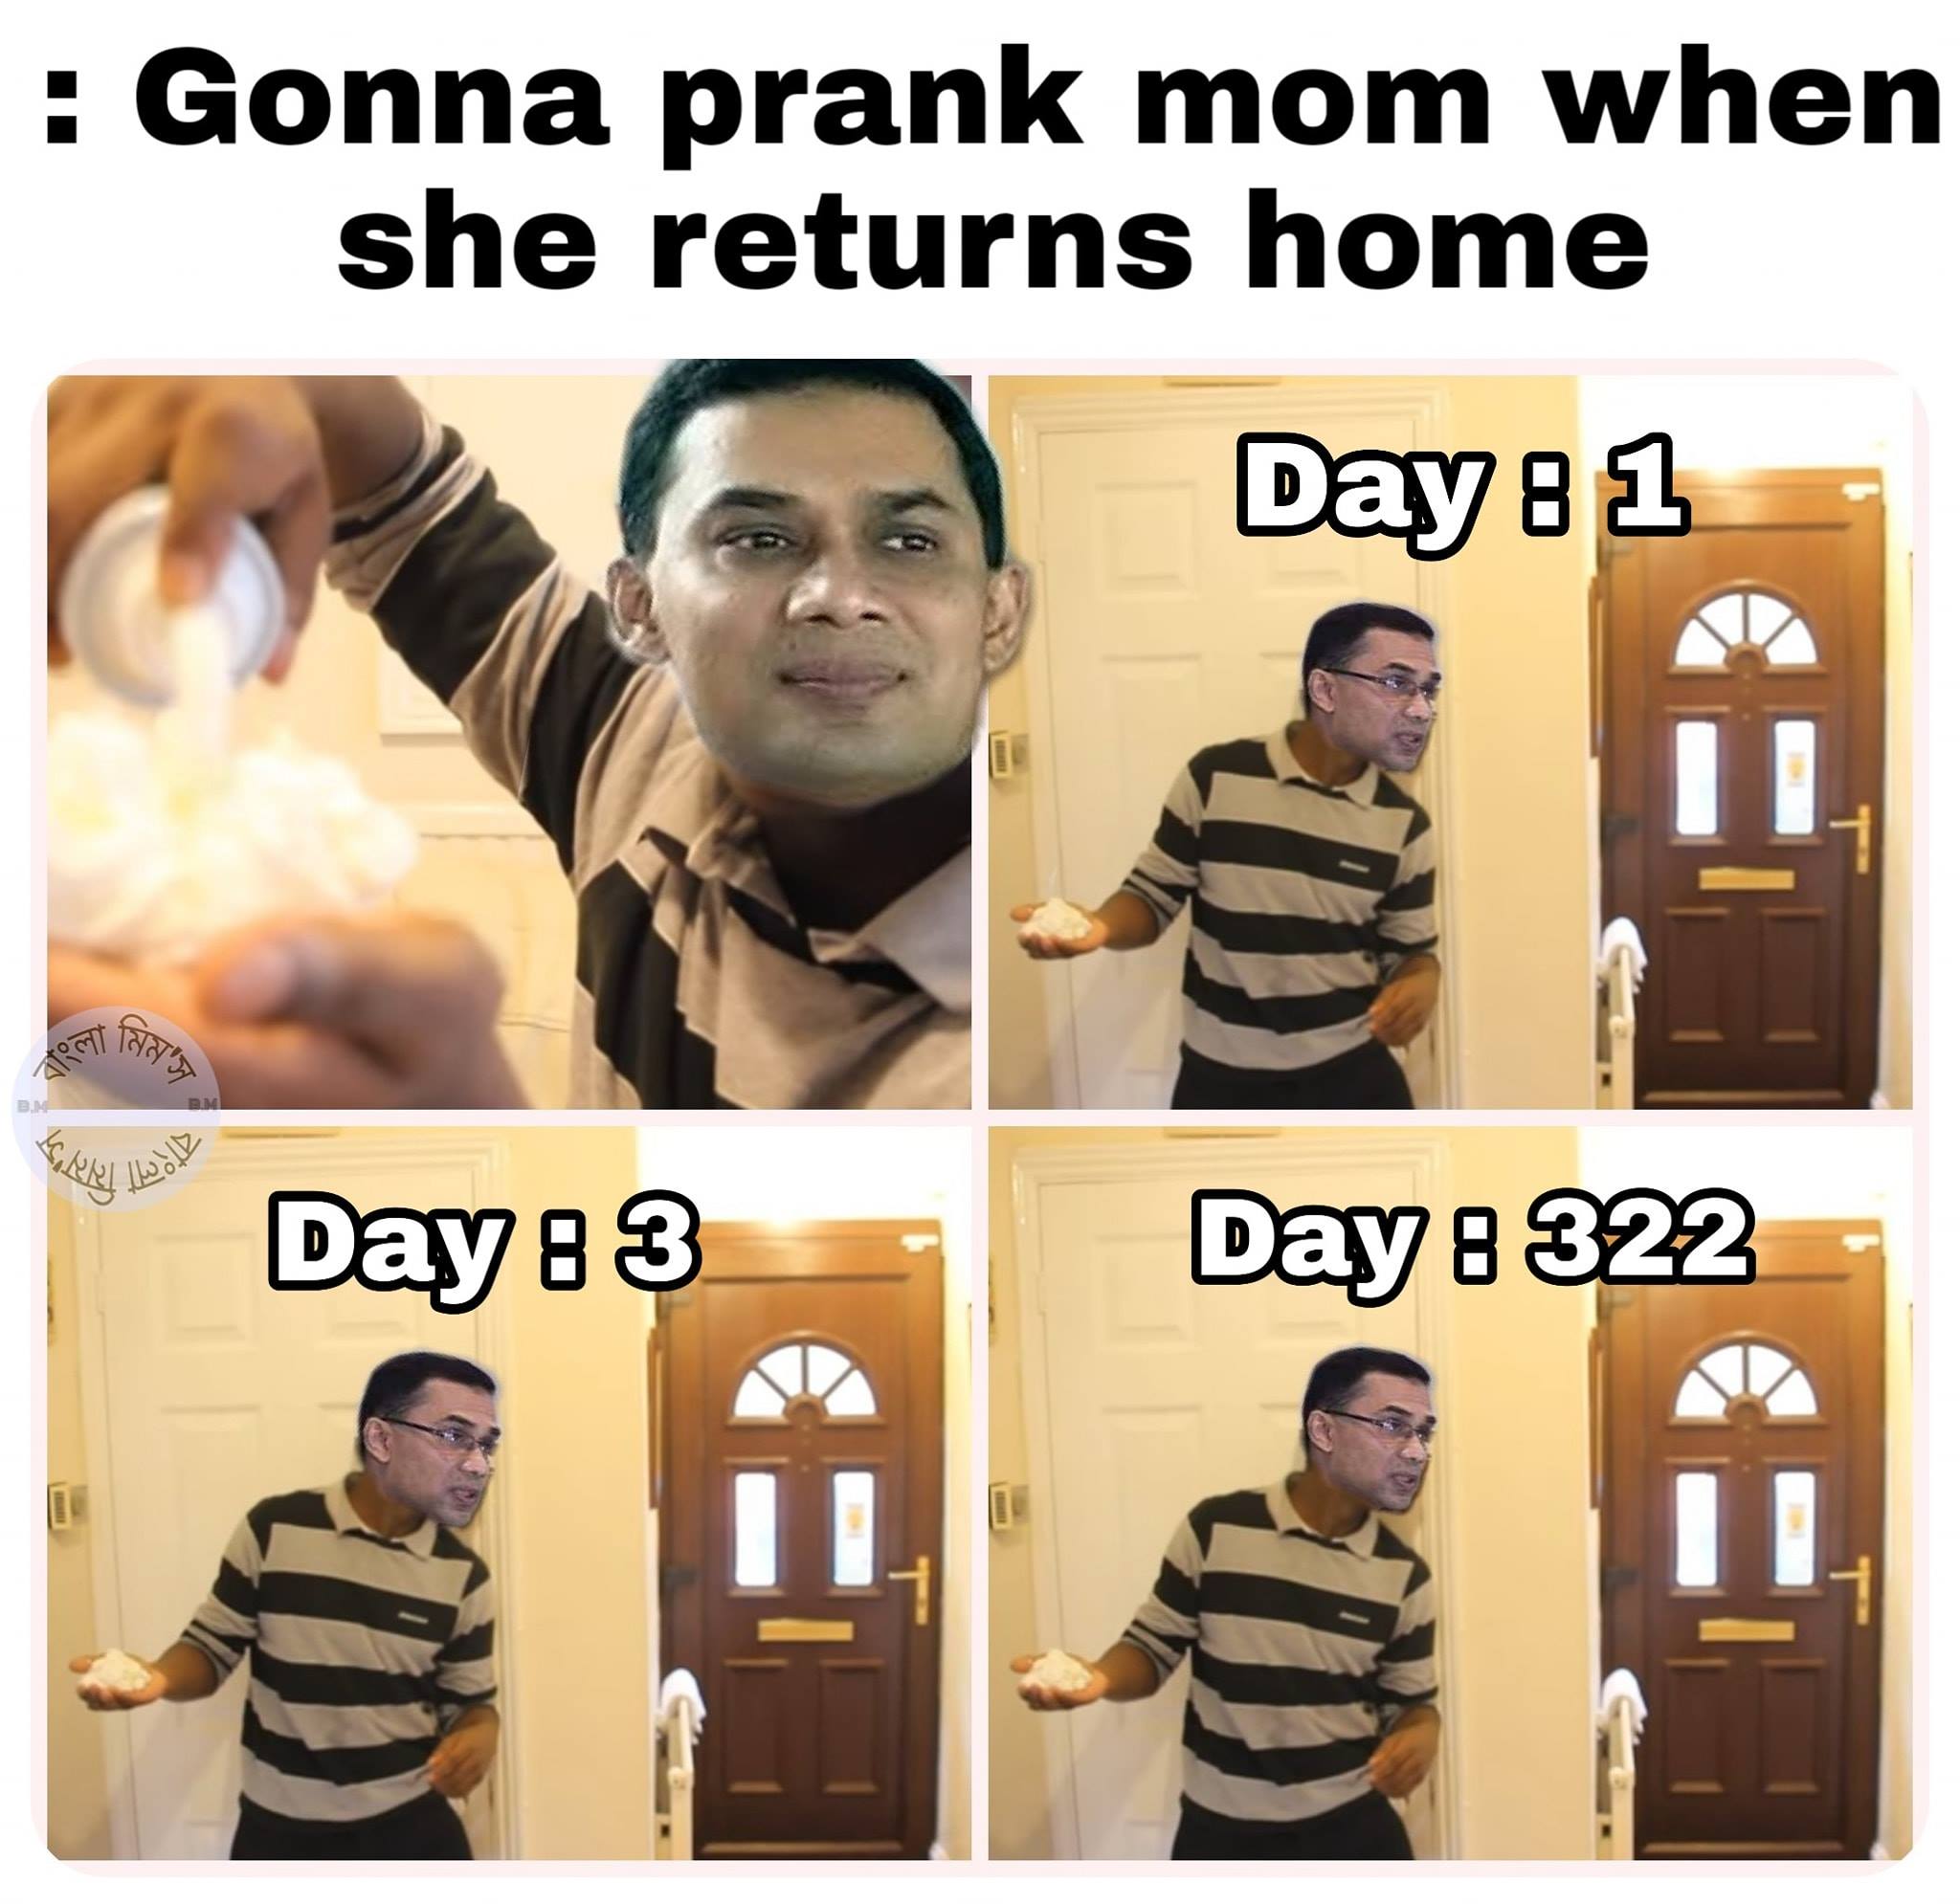 : Gonna prank mom when
she returns home
Day : 1
বাংলা মিম'স
B.M B.M
বাংলা মিম'স
Day : 3
Day : 322